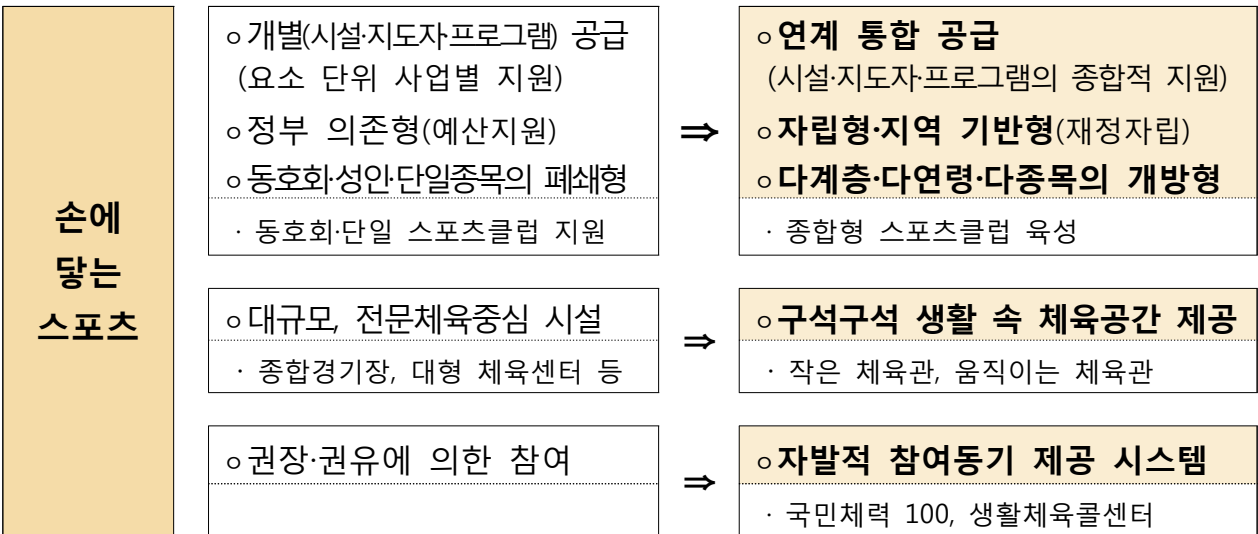 손에
닿는
스포츠
∘개별(시설·지도자·프로그램) 공급
(요소 단위 사업별 지원)
∘정부 의존형(예산지원)
∘동호회·성인·단일종목의 폐쇄형
· 동호회·단일 스포츠클럽 지원
⇒
∘연계 통합 공급
(시설·지도자·프로그램의 종합적 지원)
∘자립형·지역 기반형(재정자립)
∘다계층·다연령·다종목의 개방형
· 종합형 스포츠클럽 육성
∘대규모, 전문체육중심 시설
· 종합경기장, 대형 체육센터 등
⇒
∘구석구석 생활 속 체육공간 제공
· 작은 체육관, 움직이는 체육관
∘권장·권유에 의한 참여
⇒
∘자발적 참여동기 제공 시스템
· 국민체력 100, 생활체육콜센터